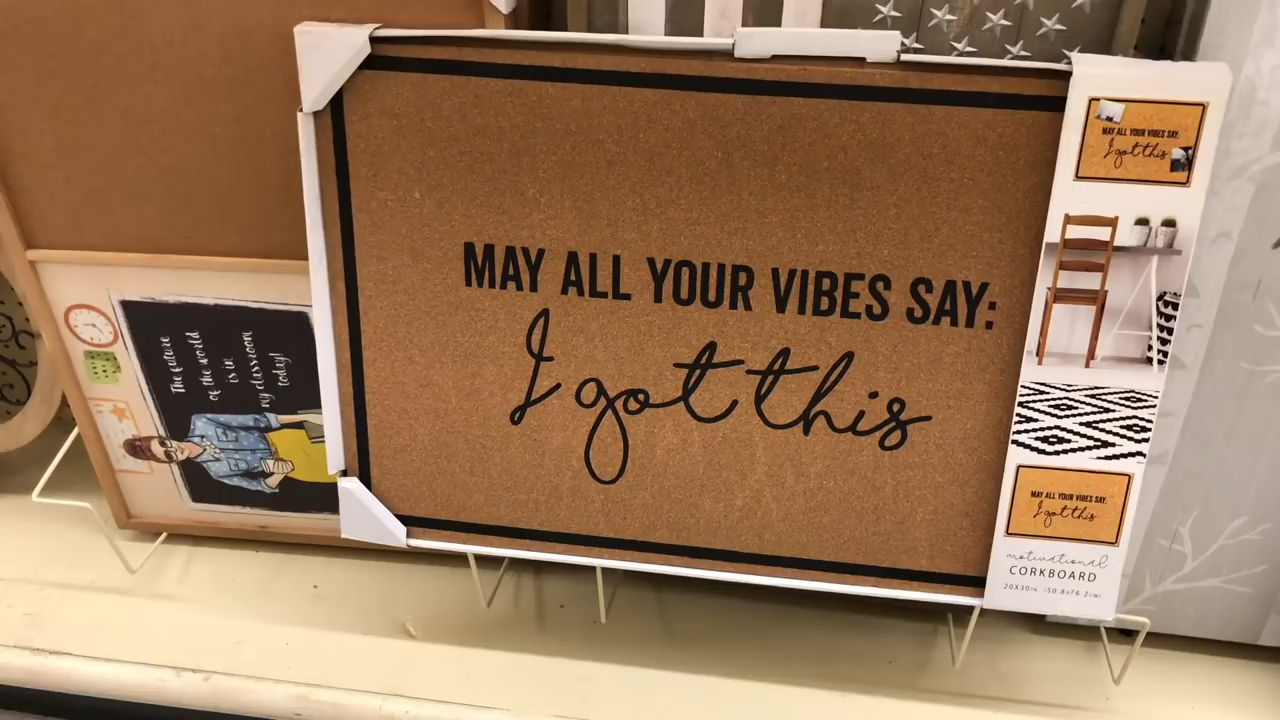 MAY ALL YOUR VIBES SAY:
I got this
The future
of the world
is in
my classroom
today!
MAY ALL YOUR VIBES SAY:
I got this
MAY ALL YOUR VIBES SAY:
I got this
motivational
CORKBOARD
20X30IN (50.8X76.2CM)